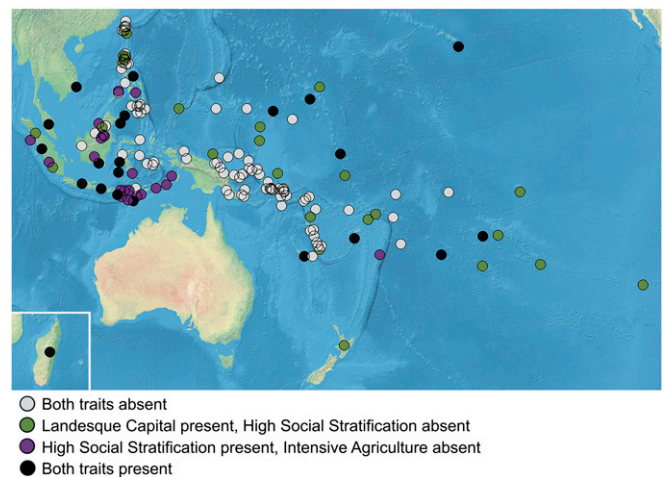 Both traits absent
Landesque Capital present, High Social Stratification absent
High Social Stratification present, Intensive Agriculture absent
Both traits present